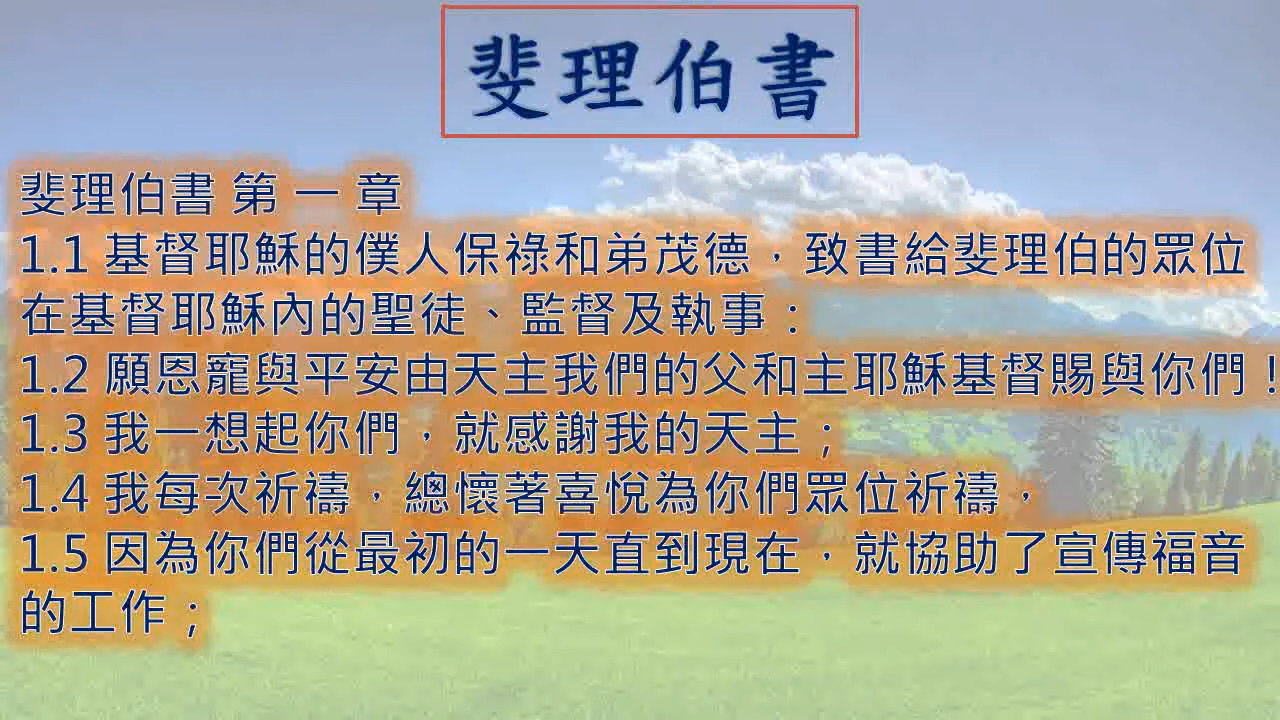 斐理伯書
斐理伯書 第 一 章
1.1 基督耶穌的僕人保祿和弟茂德，致書給斐理伯的眾位
在基督耶穌內的聖徒、監督及執事：
1.2 願恩寵與平安由天主我們的父和主耶穌基督賜與你們！
1.3 我一想起你們，就感謝我的天主；
1.4 我每次祈禱，總懷著喜悅為你們眾位祈禱，
1.5 因為你們從最初的一天直到現在，就協助了宣傳福音
的工作；